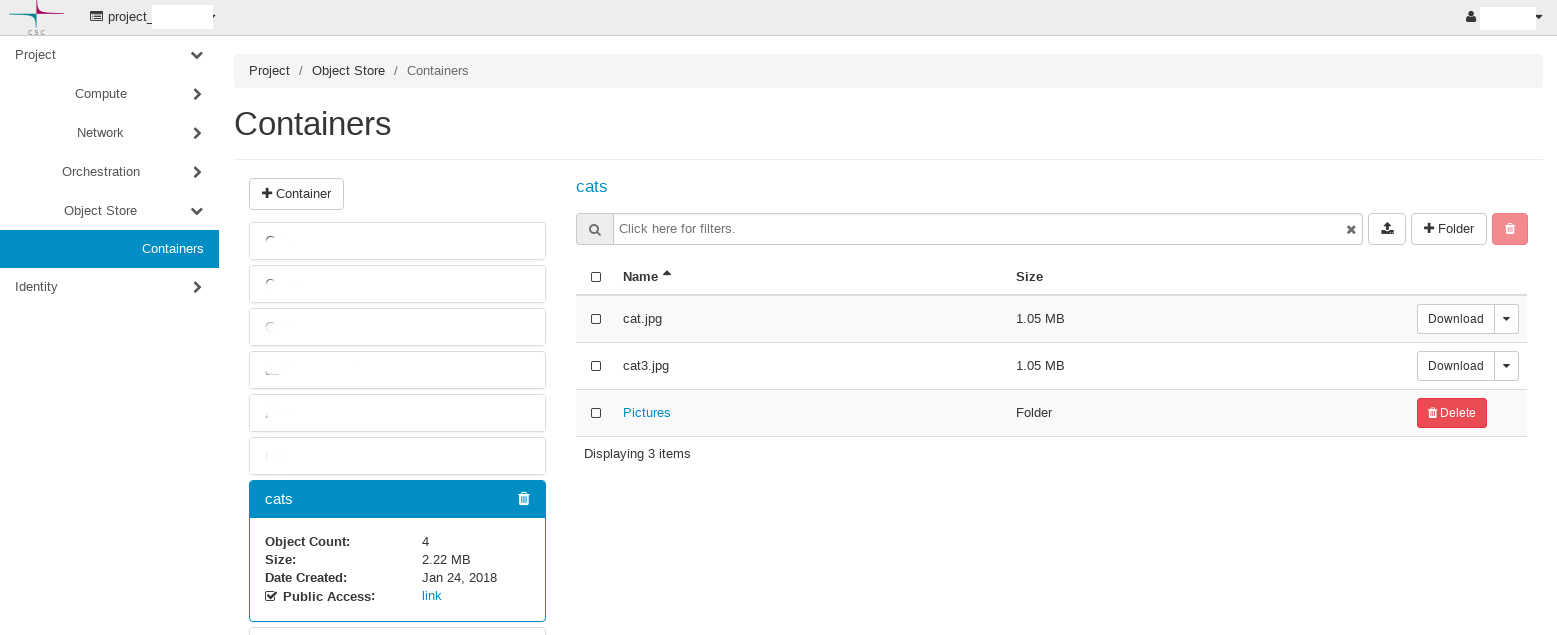 CSC
project_
Project
Compute
Network
Orchestration
Object Store
Containers
Identity
Project / Object Store / Containers
Containers
Container
cats
Object Count: 4
Size: 2.22 MB
Date Created: Jan 24, 2018
Public Access: link
cats
Click here for filters.
Folder
Name Size
cat.jpg 1.05 MB Download
cat3.jpg 1.05 MB Download
Pictures Folder Delete
Displaying 3 items